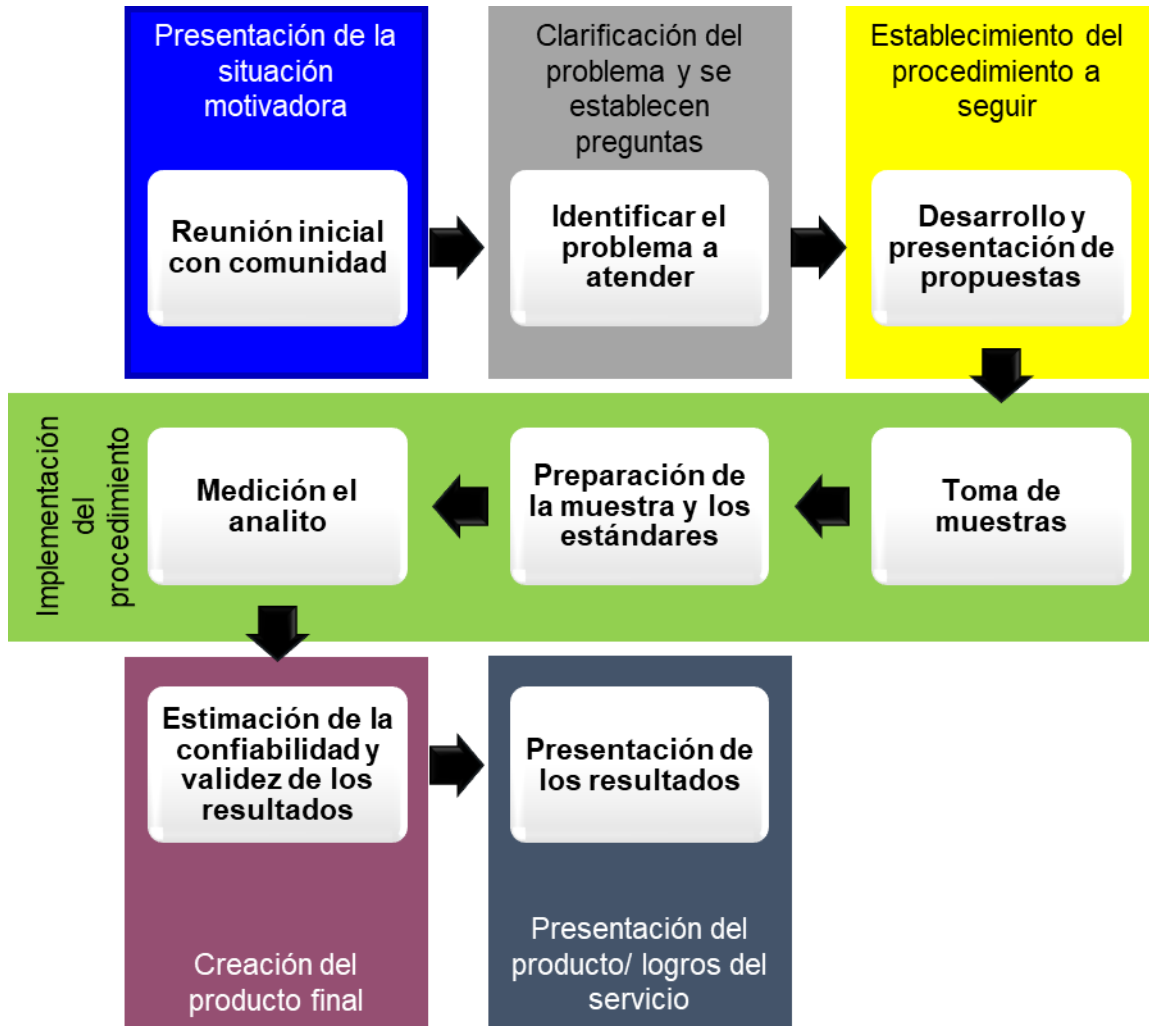 Presentación de la
situación
motivadora
Reunión inicial
con comunidad
Clarificación del
problema y se
establecen
preguntas
Identificar el
problema a
atender
Establecimiento del
procedimiento a
seguir
Desarrollo y
presentación de
propuestas
Implementación
del
procedimiento
Toma de
muestras
Preparación de
la muestra y los
estándares
Medición el
analito
Estimación de la
confiabilidad y
validez de los
resultados
Creación del
producto final
Presentación de
los resultados
Presentación del
producto/ logros del
servicio